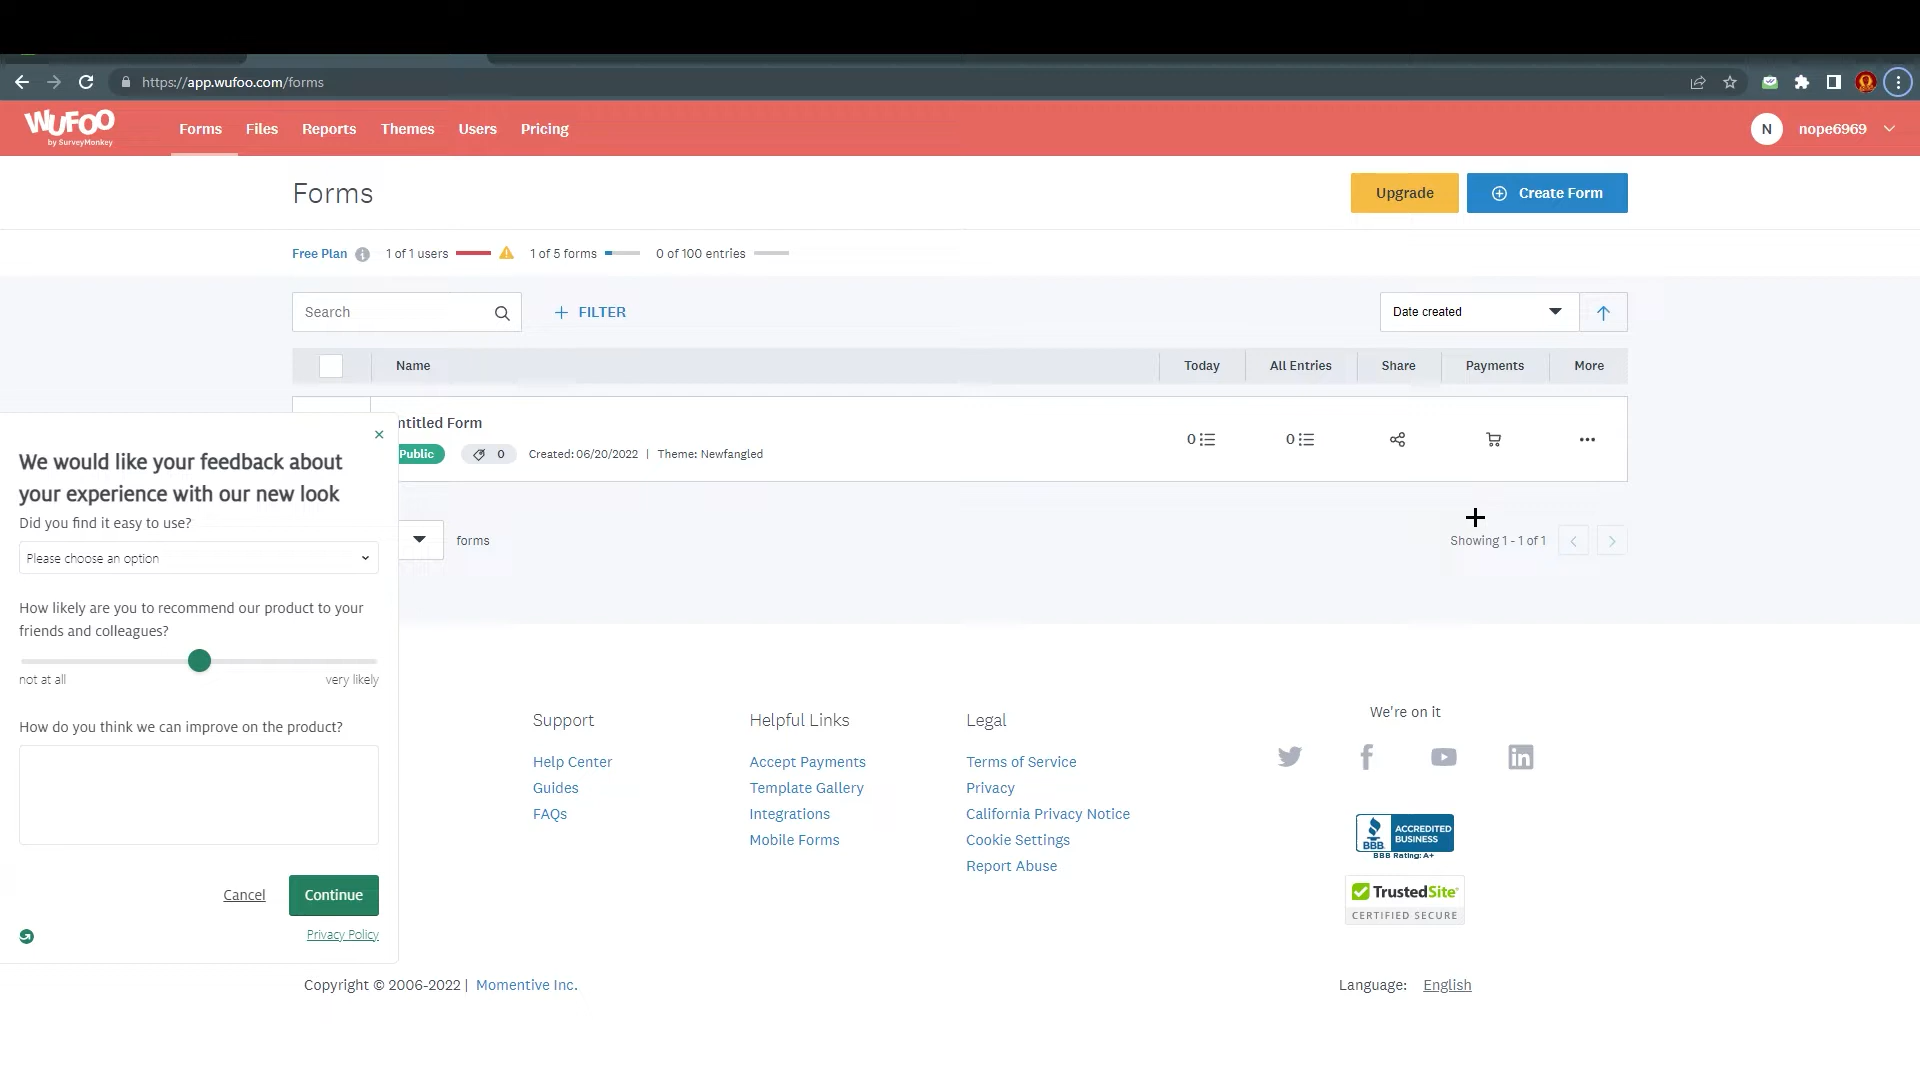 https://app.wufoo.com/forms
WUFOO
by SurveyMonkey
Forms
Files
Reports
Themes
Users
Pricing
N
nope6969
Forms
Upgrade
Create Form
Free Plan
1 of 1 users
1 of 5 forms
0 of 100 entries
Search
+ FILTER
Date created
Name
Today
All Entries
Share
Payments
More
ntitled Form
Public
0
Created: 06/20/2022 | Theme: Newfangled
0
0
forms
Showing 1 - 1 of 1
We would like your feedback about
your experience with our new look
Did you find it easy to use?
Please choose an option
How likely are you to recommend our product to your
friends and colleagues?
not at all
very likely
How do you think we can improve on the product?
Cancel
Continue
Privacy Policy
Support
Help Center
Guides
FAQs
Helpful Links
Accept Payments
Template Gallery
Integrations
Mobile Forms
Legal
Terms of Service
Privacy
California Privacy Notice
Cookie Settings
Report Abuse
We're on it
BBB
ACCREDITED
BUSINESS
BBB Rating: A+
TrustedSite
CERTIFIED SECURE
Copyright © 2006-2022 | Momentive Inc.
Language: English